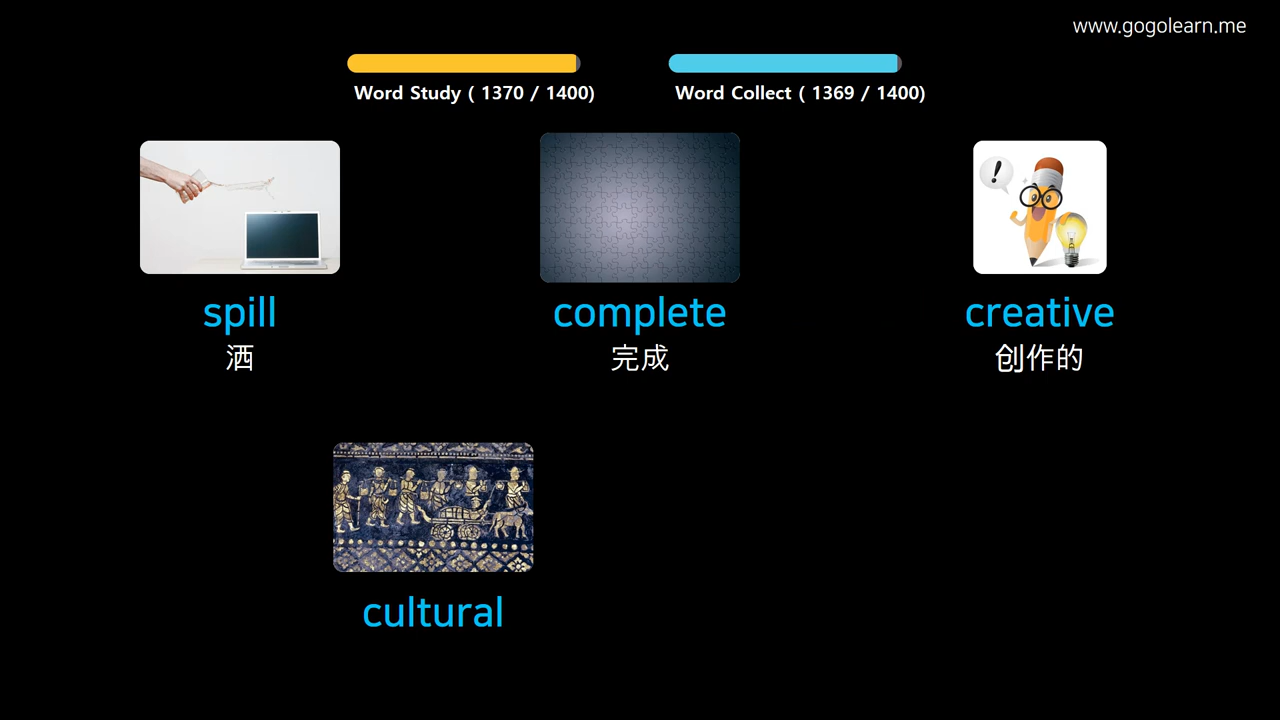 www.gogolearn.me
Word Study ( 1370 / 1400)
Word Collect ( 1369 / 1400)
spill
洒
complete
完成
creative
创作的
cultural